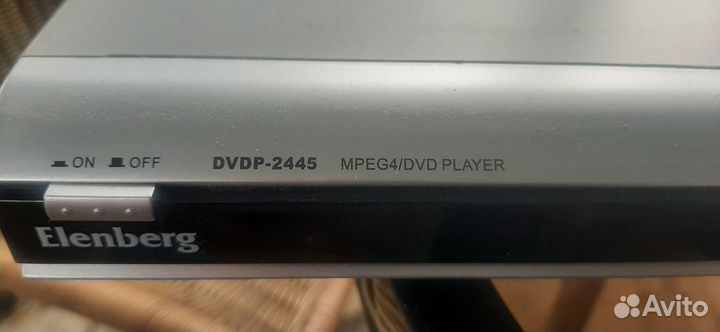 ON OFF DVDP-2445 MPEG4/DVD PLAYER
Elenberg
Avito